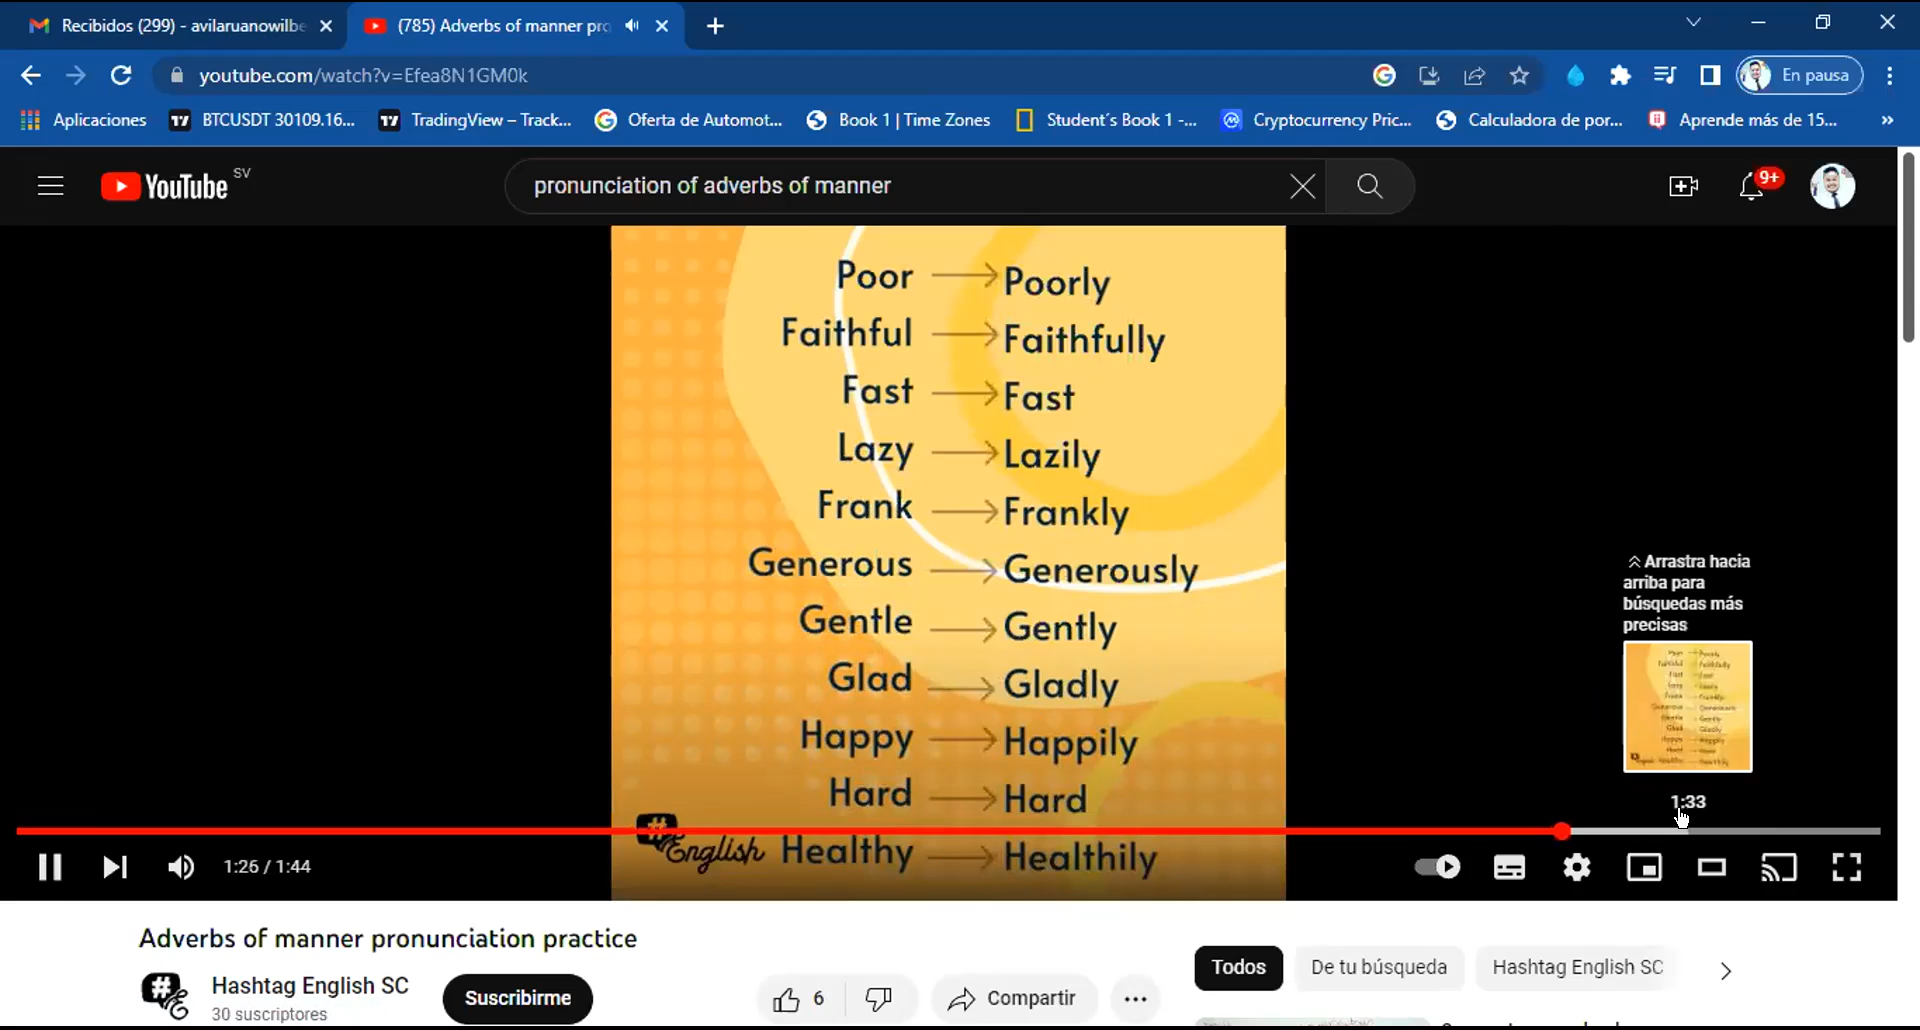 Recibidos (299) - avilaruanowilbe
(785) Adverbs of manner pro
youtube.com/watch?v=Efea8N1GM0k
En pausa
Aplicaciones
BTCUSDT 30109.16...
TradingView – Track...
Oferta de Automot...
Book 1 | Time Zones
Student´s Book 1 -...
Cryptocurrency Pric...
Calculadora de por...
Aprende más de 15...
»
YouTube SV
pronunciation of adverbs of manner
9+
Poor → Poorly
Faithful → Faithfully
Fast → Fast
Lazy → Lazily
Frank → Frankly
Generous → Generously
Gentle → Gently
Glad → Gladly
Happy → Happily
Hard → Hard
Healthy → Healthily
# English
Arrastra hacia
arriba para
búsquedas más
precisas
1:33
1:26 / 1:44
Adverbs of manner pronunciation practice
Hashtag English SC
30 suscriptores
Suscribirme
6
Compartir
Todos
De tu búsqueda
Hashtag English SC